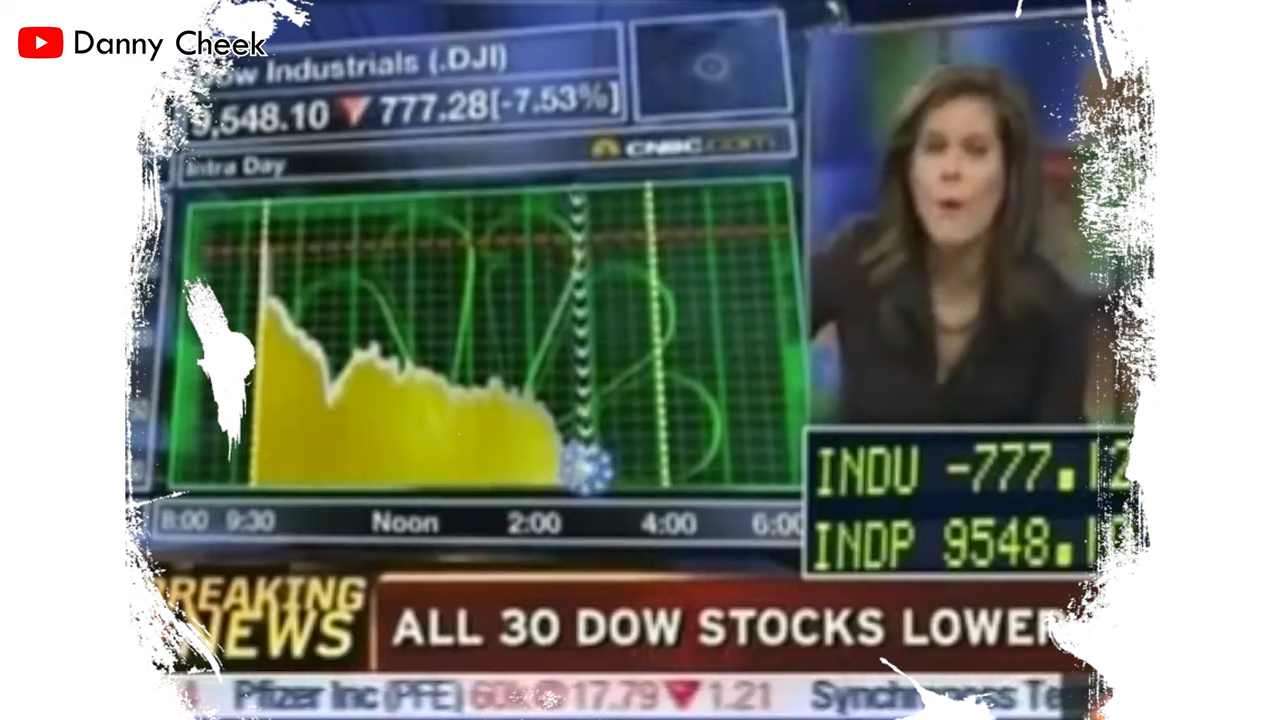 Danny Cheek
Dow Industrials (.DJI)
9,548.10 ▼ 777.28[-7.53%]
CNBC.com
Intra Day
8:00 9:30 Noon 2:00 4:00 6:00
INDU -777.12
INDP 9548.
BREAKING
NEWS
ALL 30 DOW STOCKS LOWER
Pfizer Inc (PFE) 17.79 ▼ 1.21